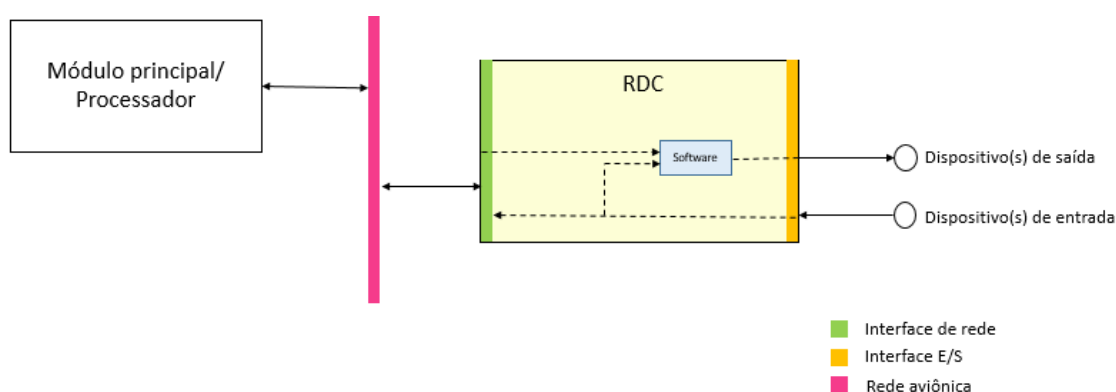 Módulo principal/
Processador
RDC
Software
Dispositivo(s) de saída
Dispositivo(s) de entrada
Interface de rede
Interface E/S
Rede aviônica